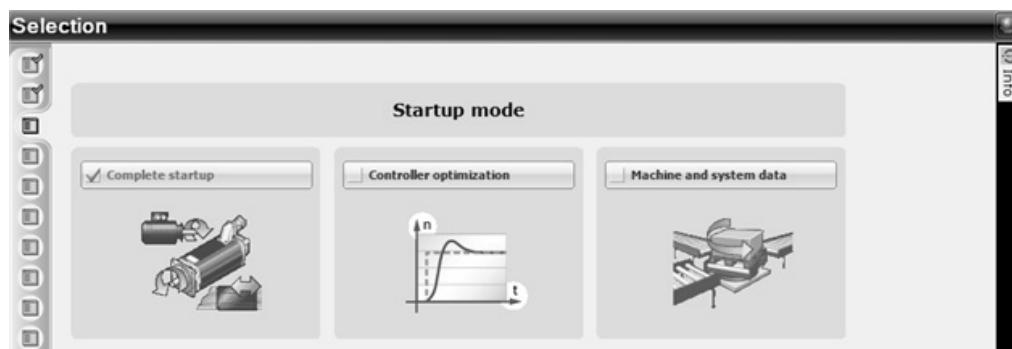 Selection
Info
Startup mode
Complete startup
Controller optimization
Machine and system data
n
t